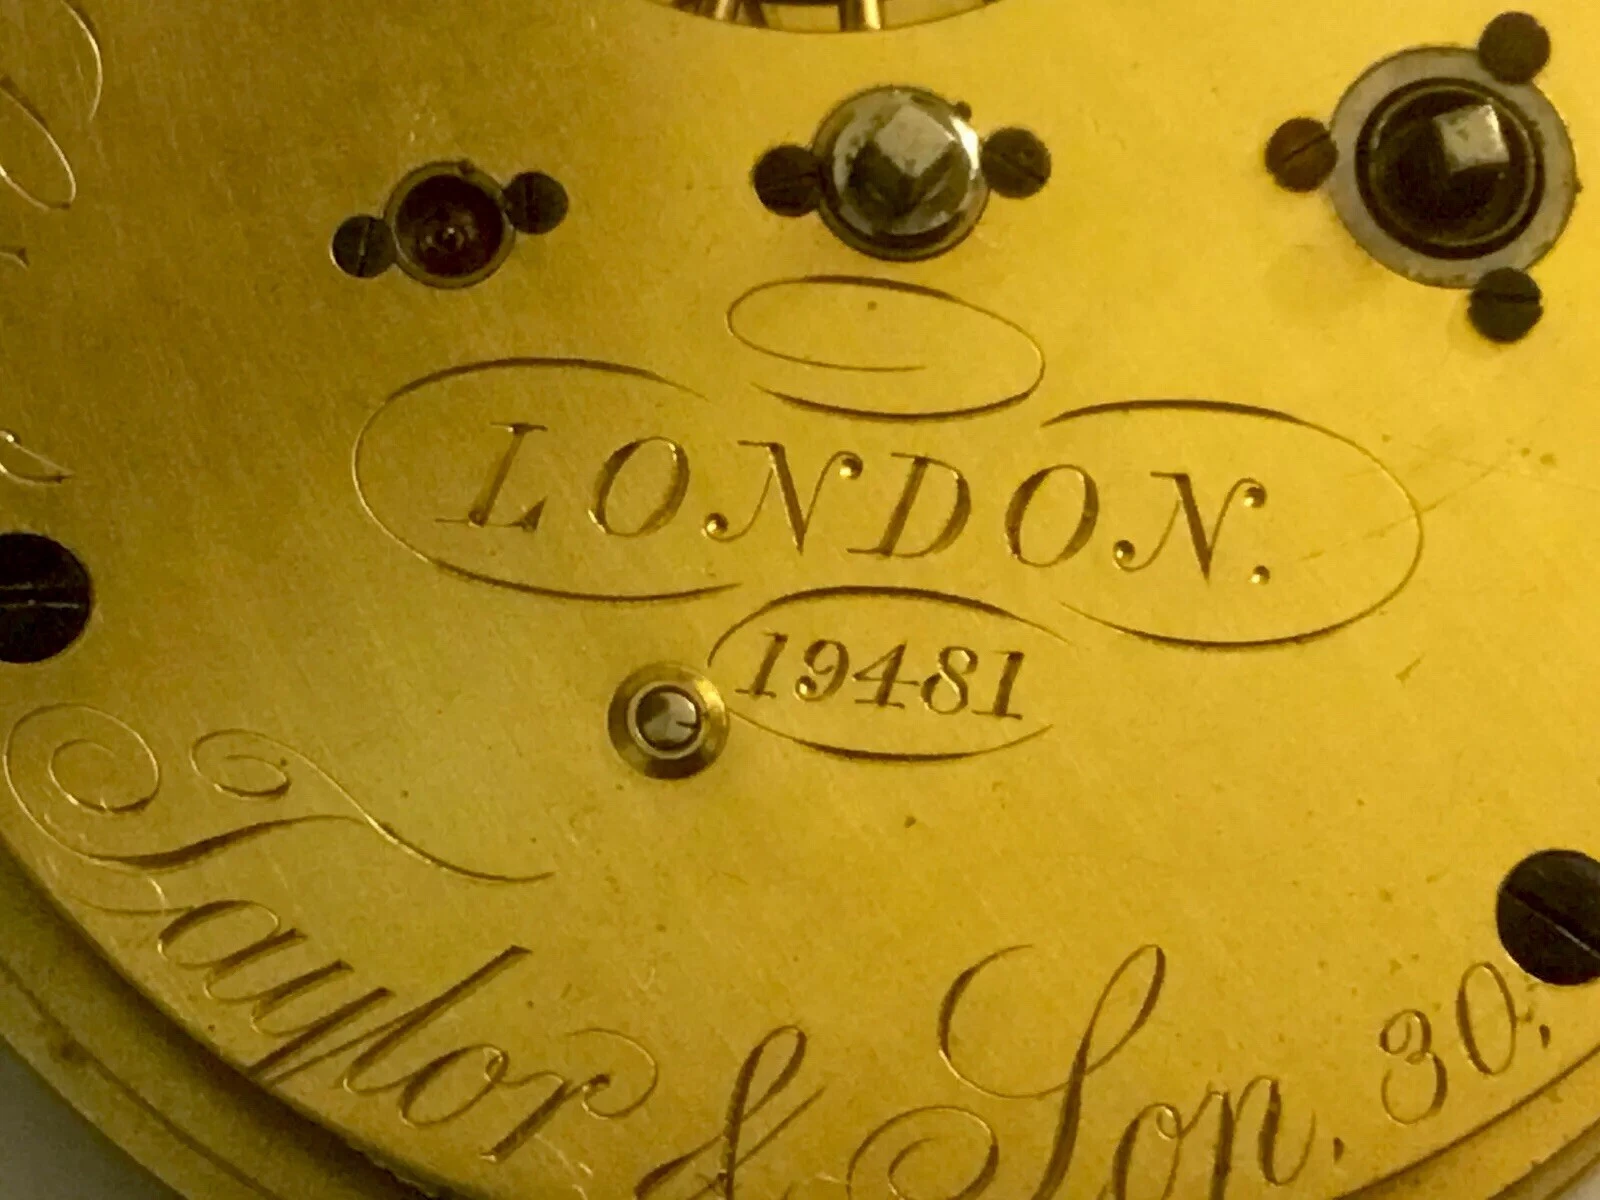 LONDON.
19481
Taylor & Son. 30,